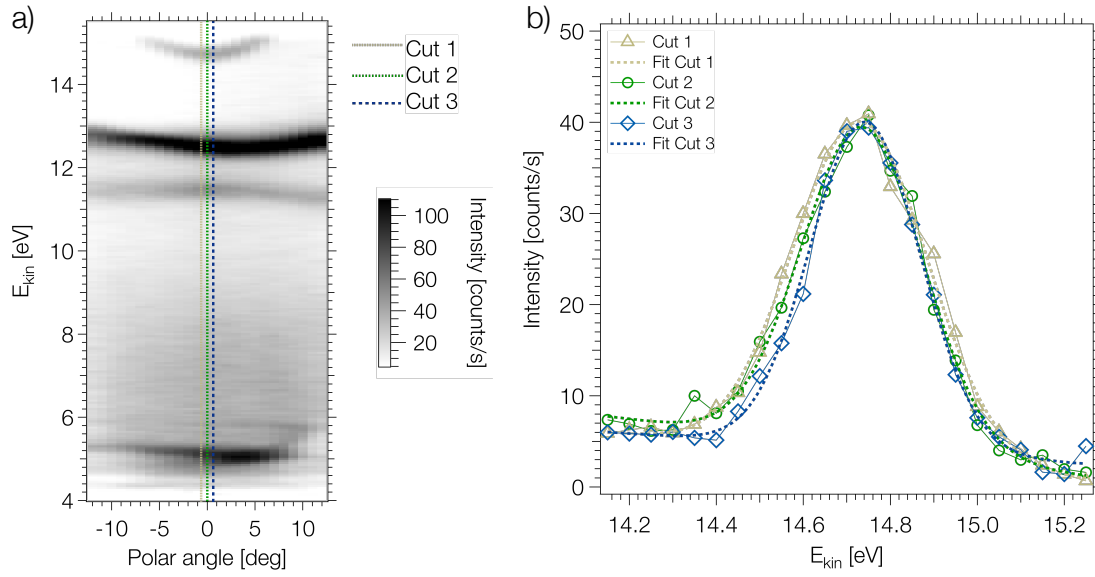 a)
14
12
10
8
6
4
E_kin [eV]
-10 -5 0 5 10
Polar angle [deg]
Cut 1
Cut 2
Cut 3
100
80
60
40
20
Intensity [counts/s]
b)
50
40
30
20
10
0
Intensity [counts/s]
Cut 1
Fit Cut 1
Cut 2
Fit Cut 2
Cut 3
Fit Cut 3
14.2 14.4 14.6 14.8 15.0 15.2
E_kin [eV]